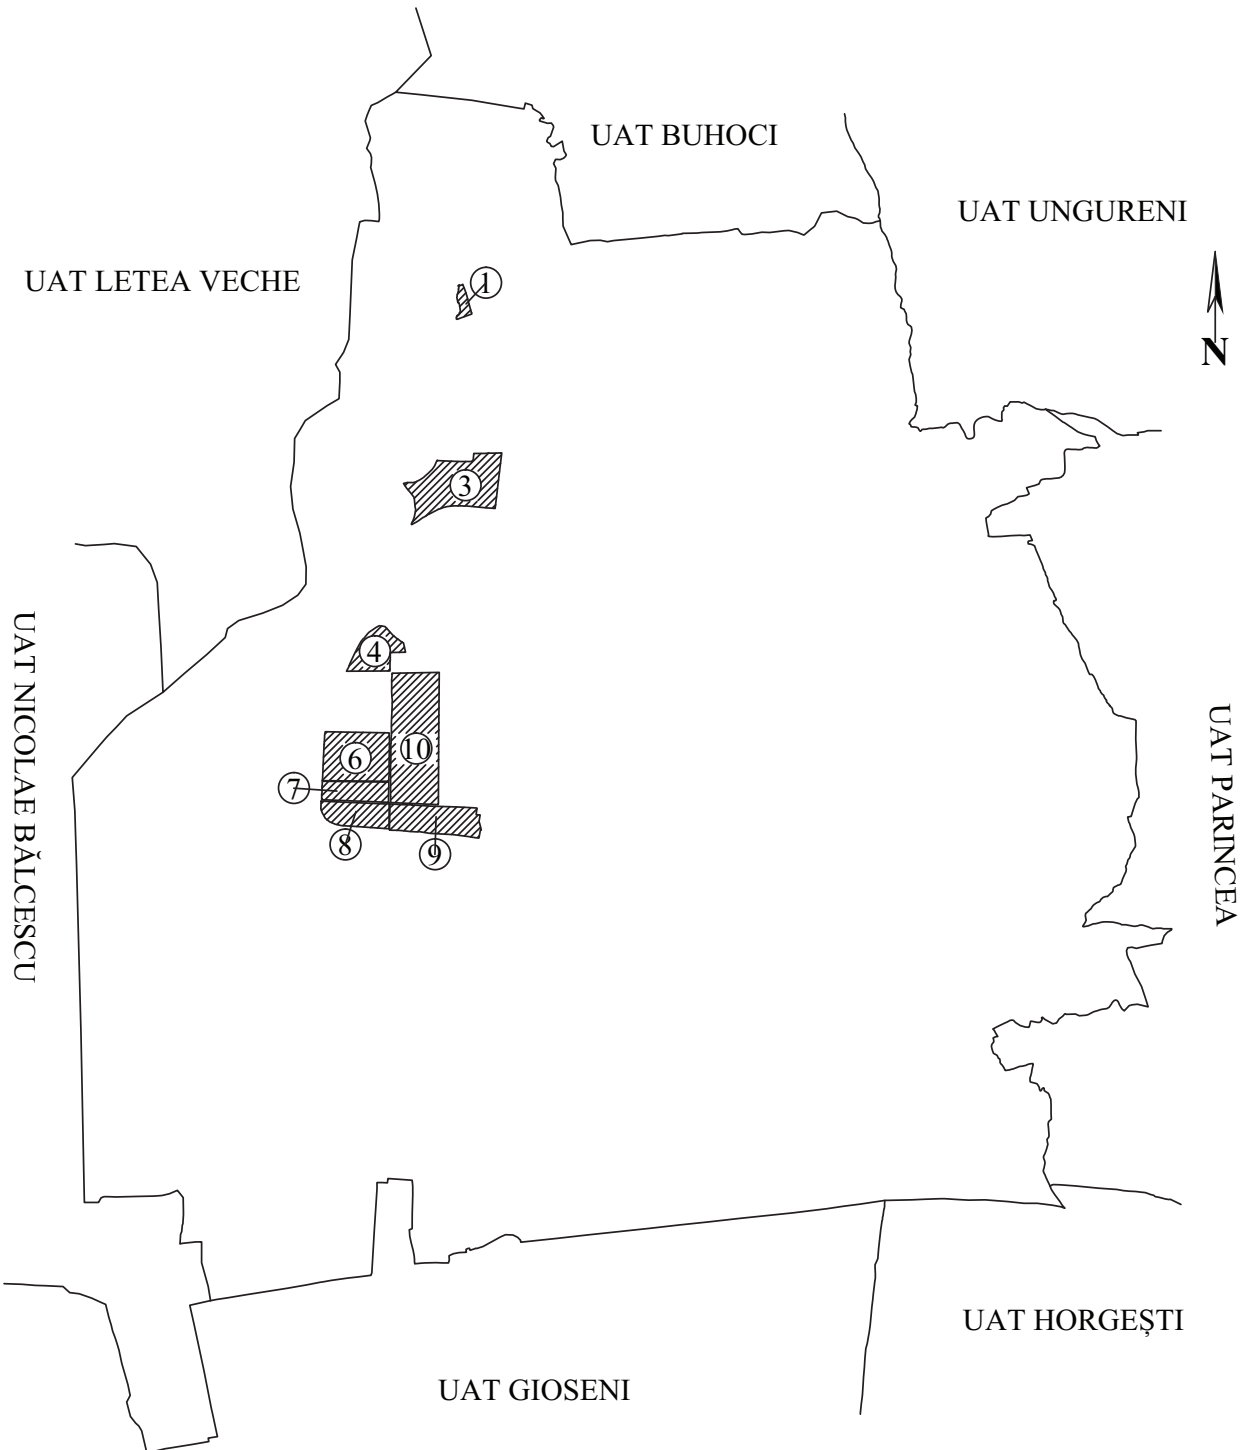 UAT BUHOCI
UAT UNGURENI
UAT LETEA VECHE
1
N
3
UAT NICOLAE BĂLCESCU
4
UAT PARINCEA
6
10
7
8
9
UAT HORGEȘTI
UAT GIOSENI